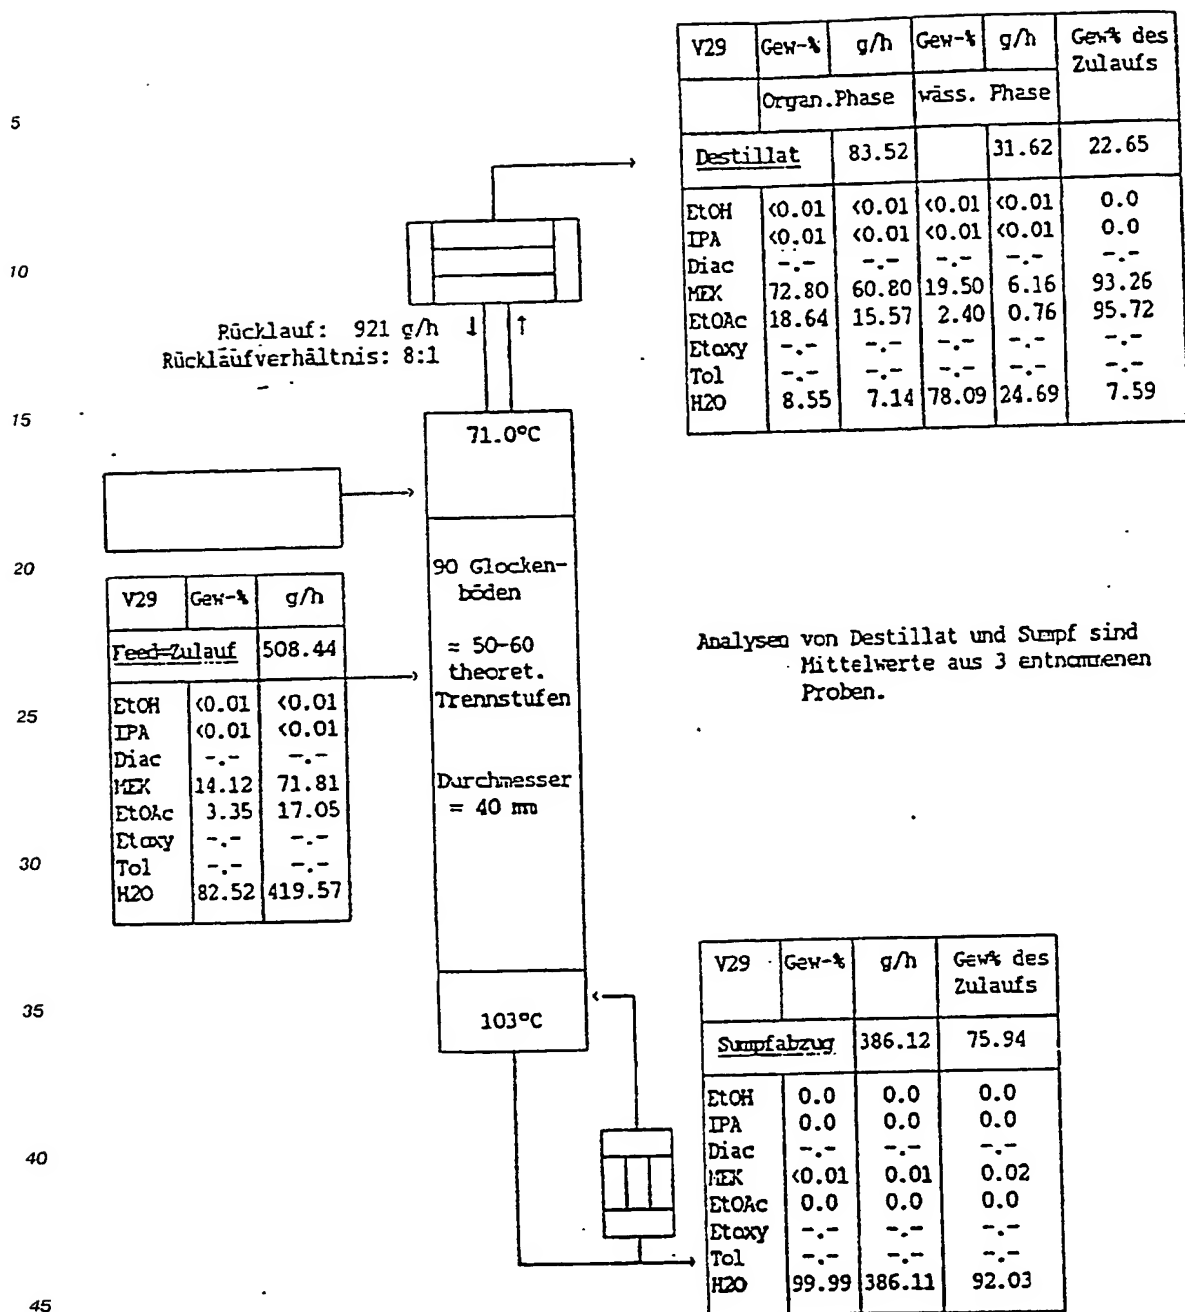 V29 Gew-% g/h Gew-% g/h Gew% des Zulaufs
Organ.Phase wäss. Phase
Destillat 83.52 31.62 22.65
EtOH <0.01 <0.01 <0.01 <0.01 0.0
IPA <0.01 <0.01 <0.01 <0.01 0.0
Diac -.- -.- -.- -.- -.-
MEK 72.80 60.80 19.50 6.16 93.26
EtOAc 18.64 15.57 2.40 0.76 95.72
Etoxy -.- -.- -.- -.- -.-
Tol -.- -.- -.- -.- -.-
H2O 8.55 7.14 78.09 24.69 7.59
5
10
15
20
25
30
35
40
45
Rücklauf: 921 g/h ↓ ↑
Rücklaufverhältnis: 8:1
71.0°C
90 Glocken-
böden
= 50-60
theoret.
Trennstufen
Durchmesser
= 40 mm
103°C
V29 Gew-% g/h
Feed=Zulauf 508.44
EtOH <0.01 <0.01
IPA <0.01 <0.01
Diac -.- -.-
MEK 14.12 71.81
EtOAc 3.35 17.05
Etoxy -.- -.-
Tol -.- -.-
H2O 82.52 419.57
Analysen von Destillat und Sumpf sind
Mittelwerte aus 3 entnommenen
Proben.
V29 Gew-% g/h Gew% des Zulaufs
Sumpfabzug 386.12 75.94
EtOH 0.0 0.0 0.0
IPA 0.0 0.0 0.0
Diac -.- -.- -.-
MEK <0.01 0.01 0.02
EtOAc 0.0 0.0 0.0
Etoxy -.- -.- -.-
Tol -.- -.- -.-
H2O 99.99 386.11 92.03